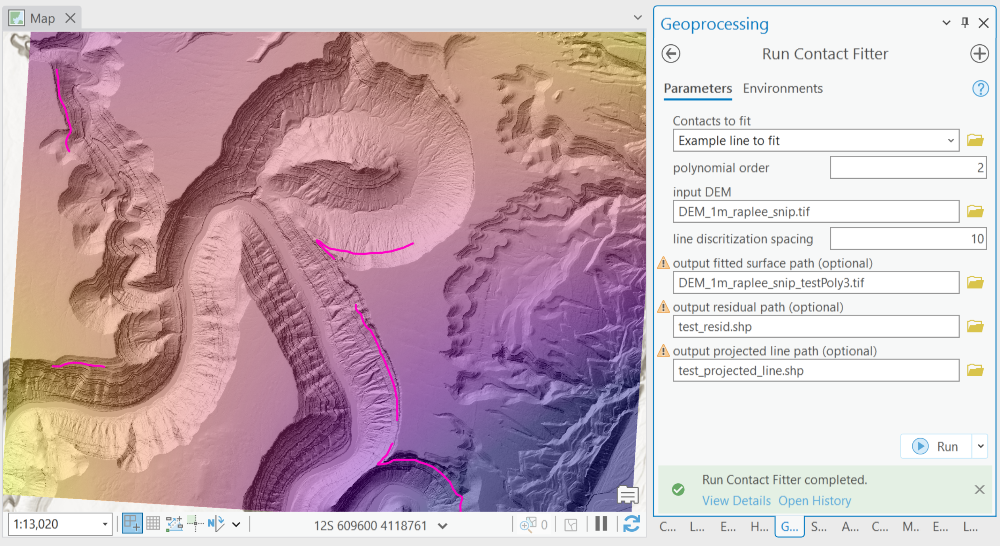 Map
Geoprocessing
Run Contact Fitter
Parameters Environments
?
Contacts to fit
Example line to fit
polynomial order 2
input DEM
DEM_1m_raplee_snip.tif
line discritization spacing 10
output fitted surface path (optional)
DEM_1m_raplee_snip_testPoly3.tif
output residual path (optional)
test_resid.shp
output projected line path (optional)
test_projected_line.shp
Run
Run Contact Fitter completed.
View Details Open History
1:13,020
N
12S 609600 4118761
0
C... L... E... H... G... S... A... C... M.. E... L...